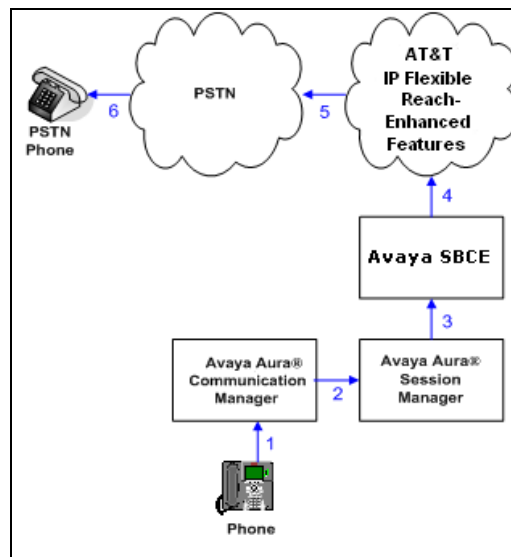 AT&T
IP Flexible
Reach-
Enhanced
Features
PSTN
6
5
PSTN
Phone
4
Avaya SBCE
3
Avaya Aura®
Communication
Manager
2
Avaya Aura®
Session
Manager
1
Phone